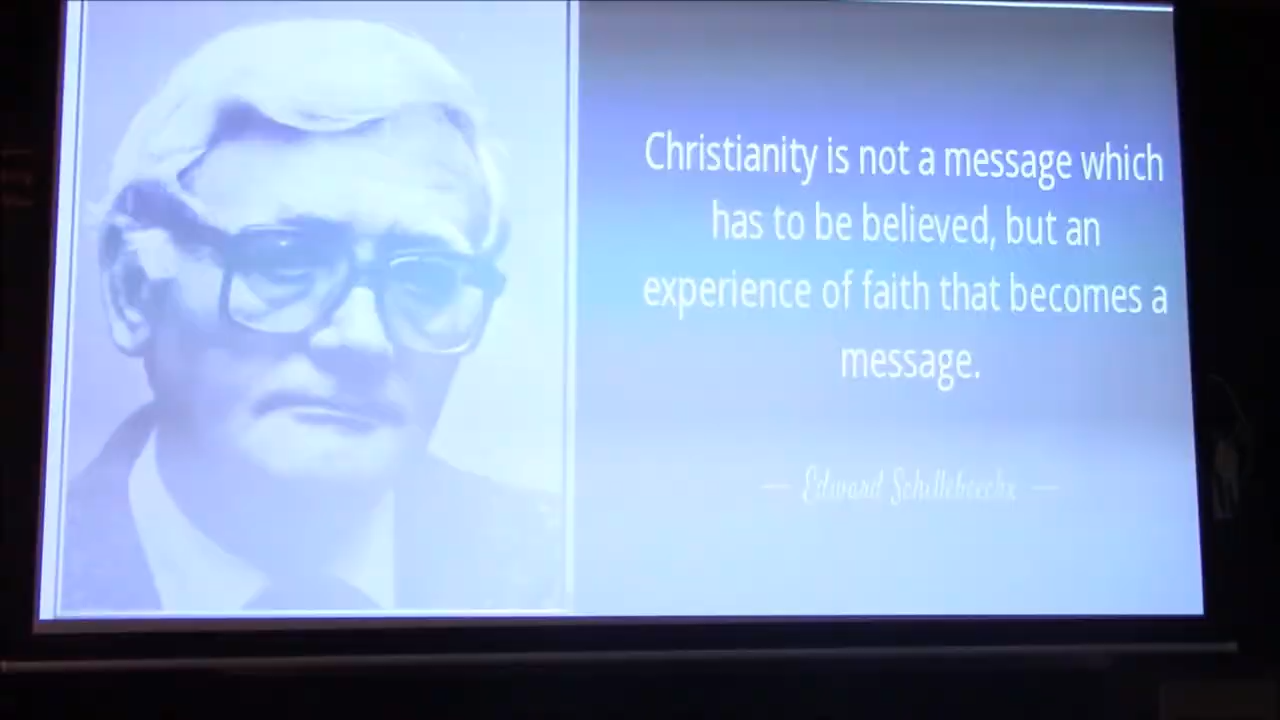 Christianity is not a message which
has to be believed, but an
experience of faith that becomes a
message.
— Edward Schillebeeckx —